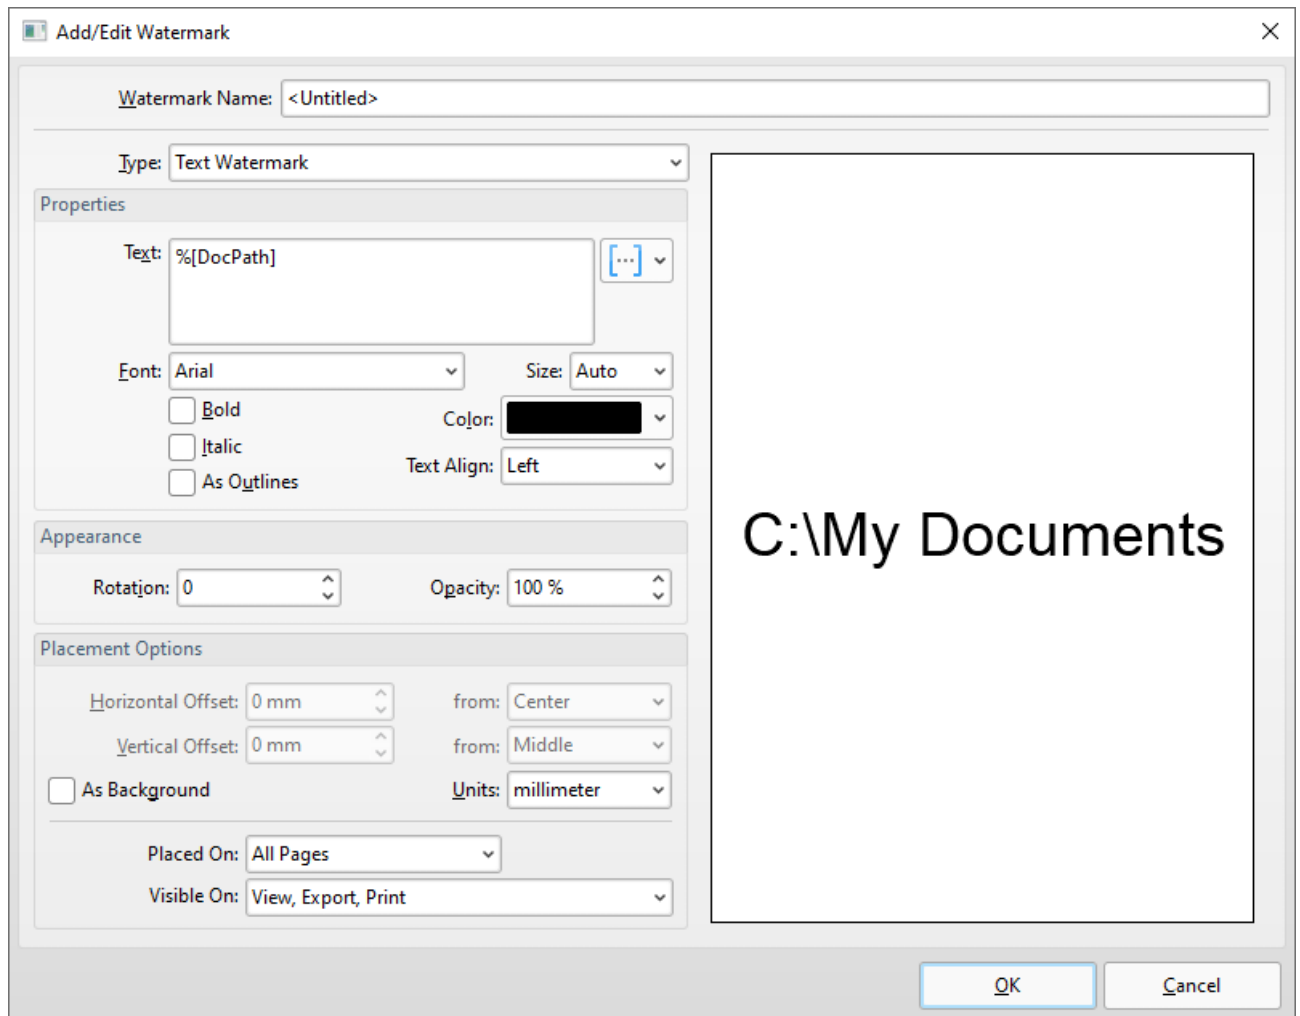 Add/Edit Watermark
Watermark Name: <Untitled>
Type: Text Watermark
Properties
Text: %[DocPath]
[...]
Font: Arial Size: Auto
Bold
Color:
Italic
Text Align: Left
As Outlines
Appearance
Rotation: 0 Opacity: 100 %
Placement Options
Horizontal Offset: 0 mm from: Center
Vertical Offset: 0 mm from: Middle
As Background Units: millimeter
Placed On: All Pages
Visible On: View, Export, Print
C:\My Documents
OK Cancel